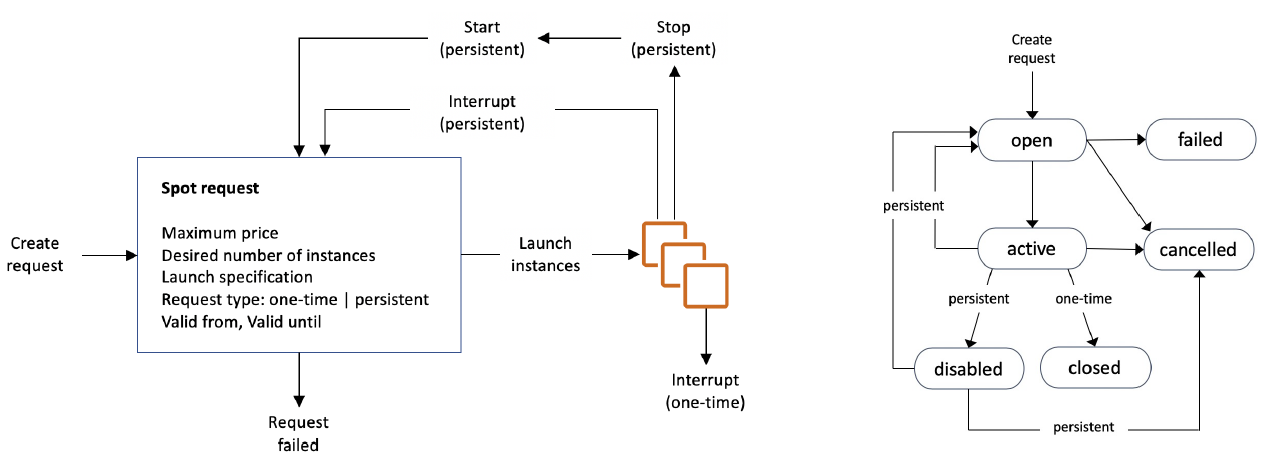 Start
(persistent)
Stop
(persistent)
Interrupt
(persistent)
Spot request
Maximum price
Desired number of instances
Launch specification
Request type: one-time | persistent
Valid from, Valid until
Create
request
Launch
instances
Interrupt
(one-time)
Request
failed
Create
request
open
failed
persistent
active
cancelled
persistent
one-time
disabled
closed
persistent